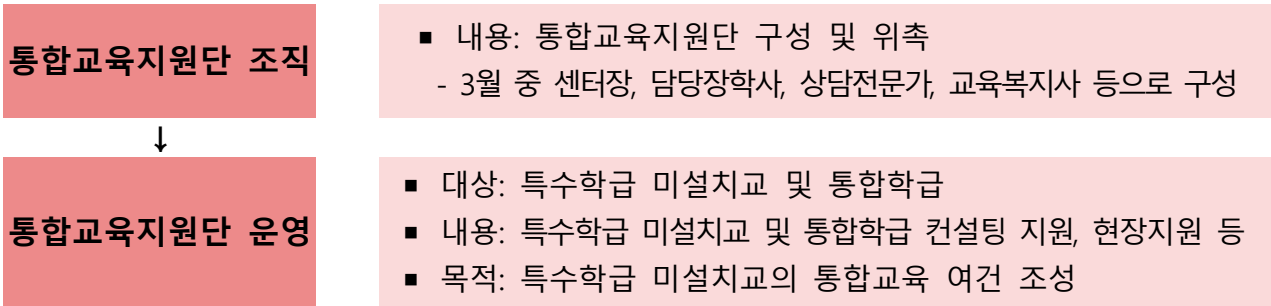 통합교육지원단 조직
▪ 내용: 통합교육지원단 구성 및 위촉
- 3월 중 센터장, 담당장학사, 상담전문가, 교육복지사 등으로 구성
↓
통합교육지원단 운영
▪ 대상: 특수학급 미설치교 및 통합학급
▪ 내용: 특수학급 미설치교 및 통합학급 컨설팅 지원, 현장지원 등
▪ 목적: 특수학급 미설치교의 통합교육 여건 조성